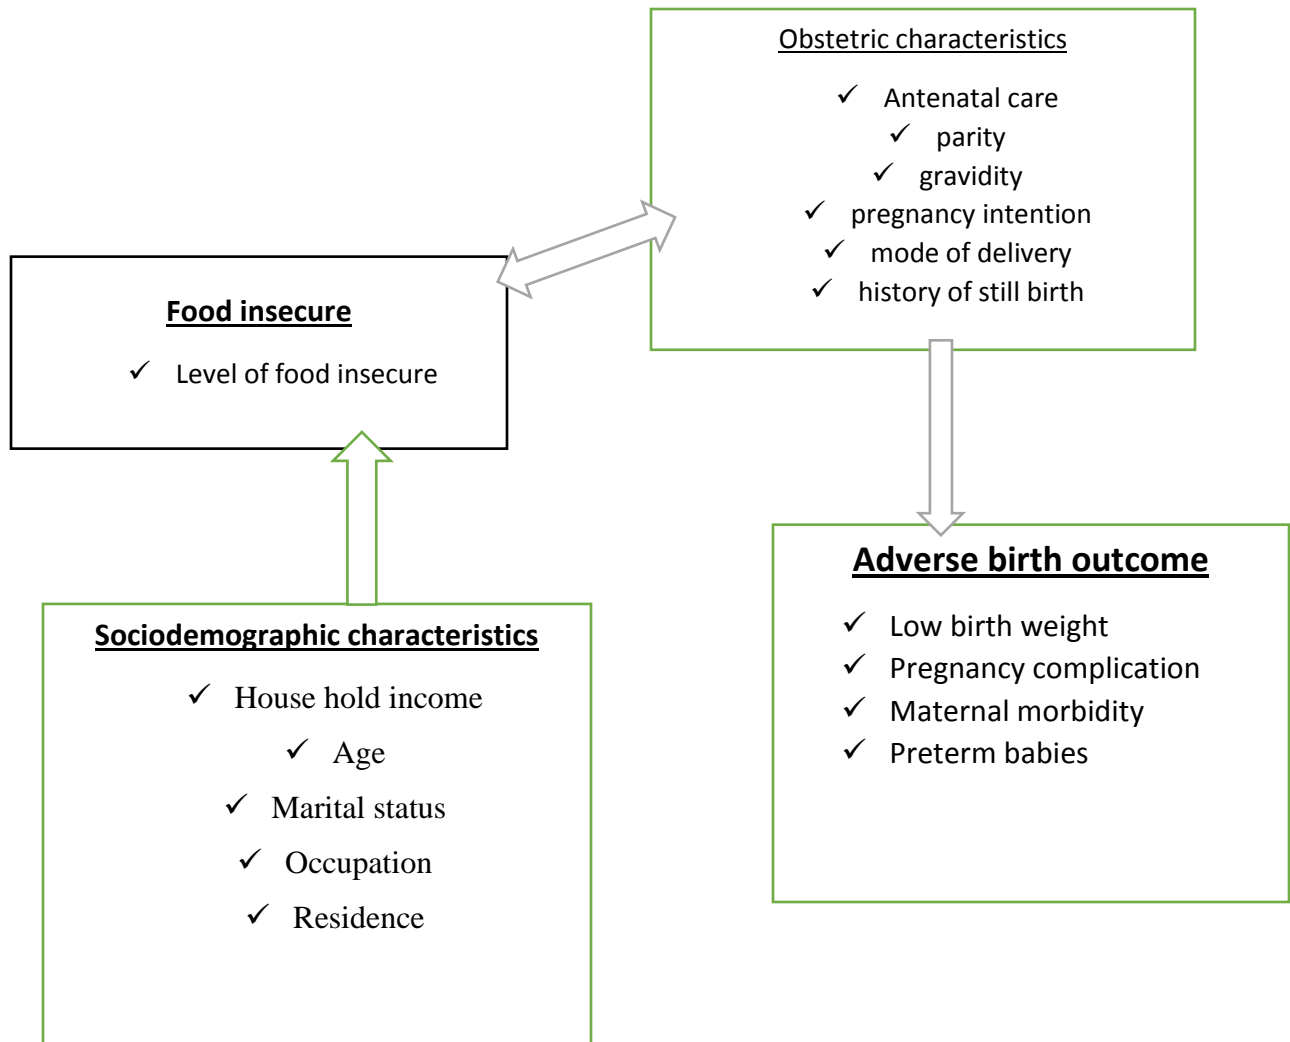 Obstetric characteristics
✓ Antenatal care
✓ parity
✓ gravidity
✓ pregnancy intention
✓ mode of delivery
✓ history of still birth
Food insecure
✓ Level of food insecure
Adverse birth outcome
✓ Low birth weight
✓ Pregnancy complication
✓ Maternal morbidity
✓ Preterm babies
Sociodemographic characteristics
✓ House hold income
✓ Age
✓ Marital status
✓ Occupation
✓ Residence